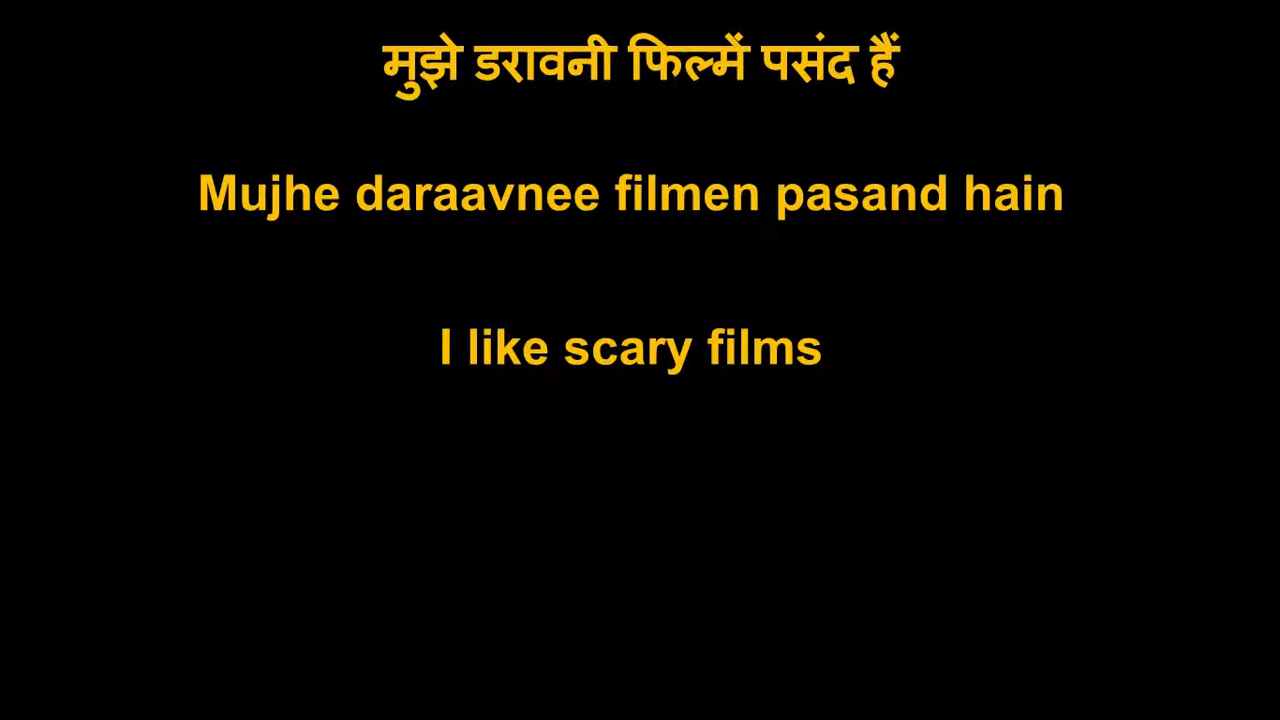 मुझे डरावनी फिल्में पसंद हैं
Mujhe daraavnee filmen pasand hain
I like scary films